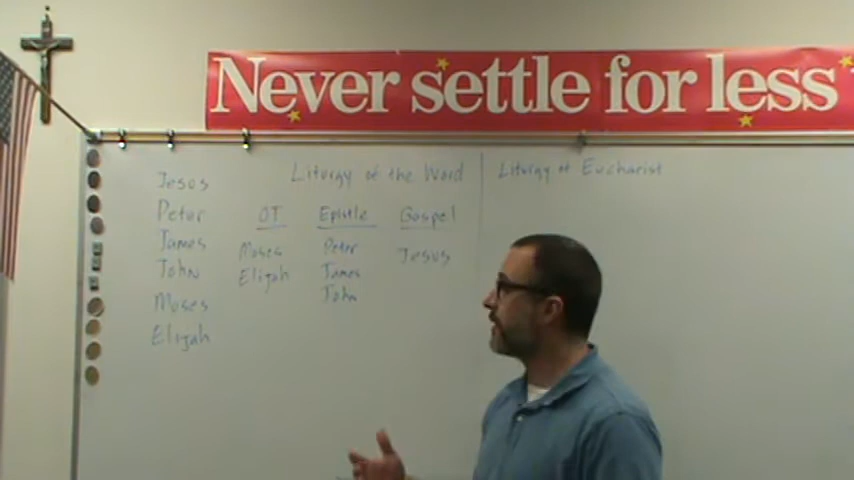 Never settle for less
Liturgy of the Word
Liturgy of Eucharist
Jesus
Peter
James
John
Moses
Elijah
OT
Moses
Elijah
Epistle
Peter
James
John
Gospel
Jesus